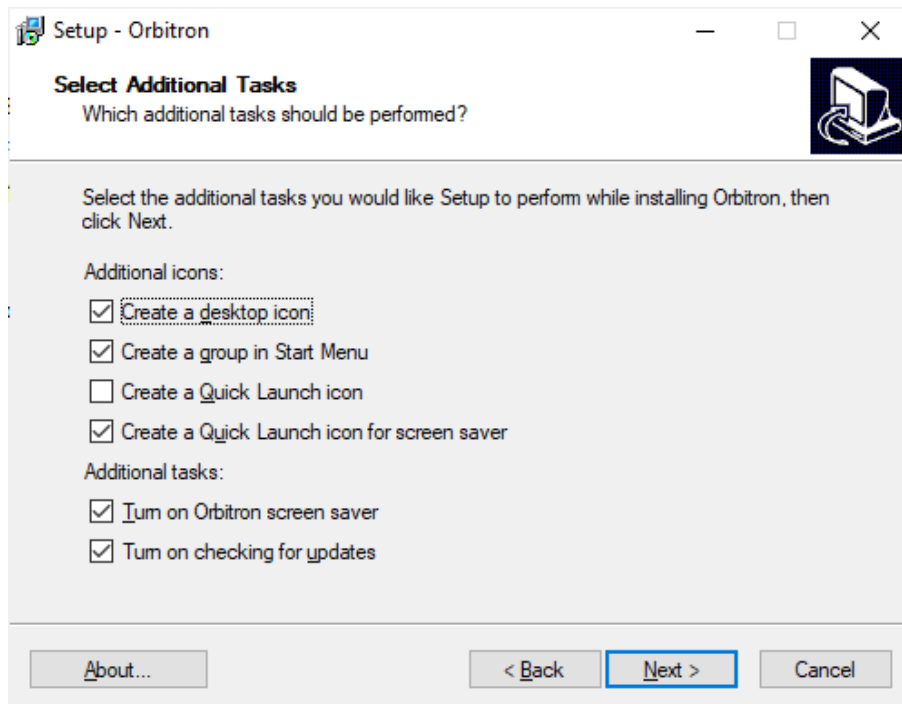 Setup - Orbitron
Select Additional Tasks
Which additional tasks should be performed?
Select the additional tasks you would like Setup to perform while installing Orbitron, then
click Next.
Additional icons:
Create a desktop icon
Create a group in Start Menu
Create a Quick Launch icon
Create a Quick Launch icon for screen saver
Additional tasks:
Turn on Orbitron screen saver
Turn on checking for updates
About...
< Back
Next >
Cancel